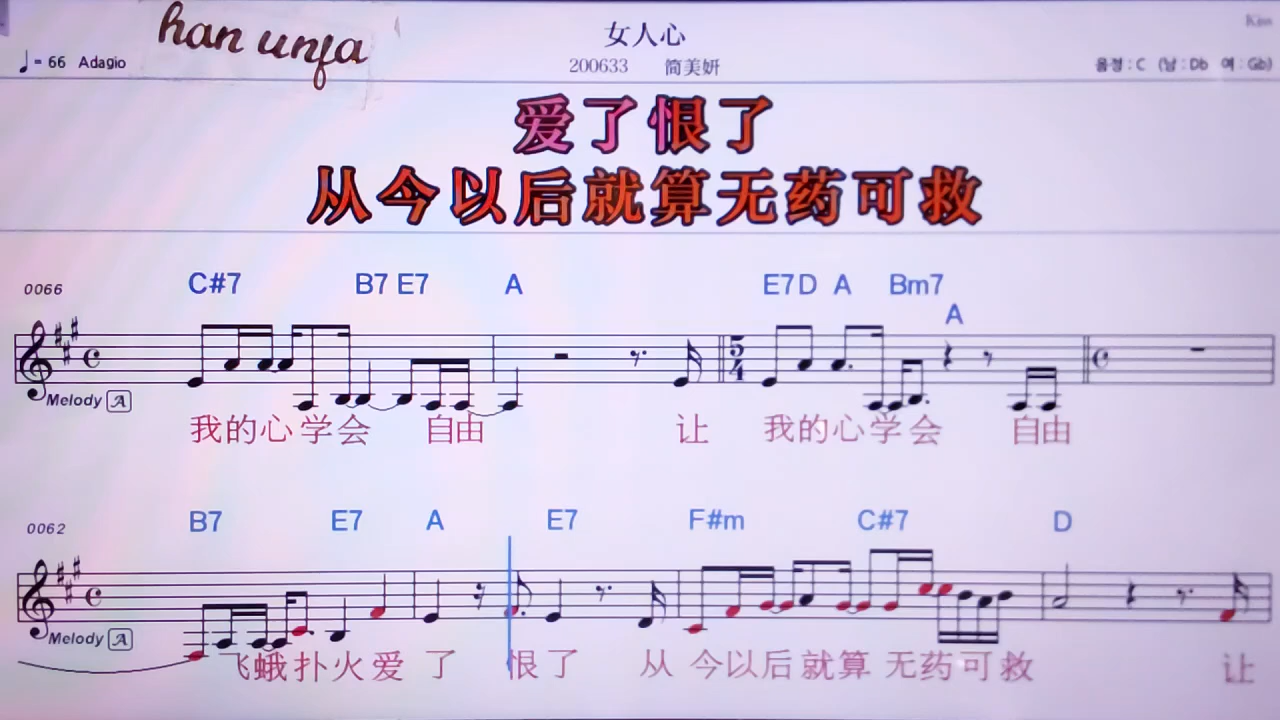 han unfa
女人心
♩= 66 Adagio
200633 简美妍
음정 : C (남 : Db 여 : Gb)
爱了恨了
从今以后就算无药可救
0066
C#7 B7 E7 A E7 D A Bm7 A
5/4
Melody A
我的心学会 自由 让 我的心学会 自由
0062
B7 E7 A E7 F#m C#7 D
Melody A
飞蛾扑火爱 了 恨了 从 今以后就算 无药可救 让